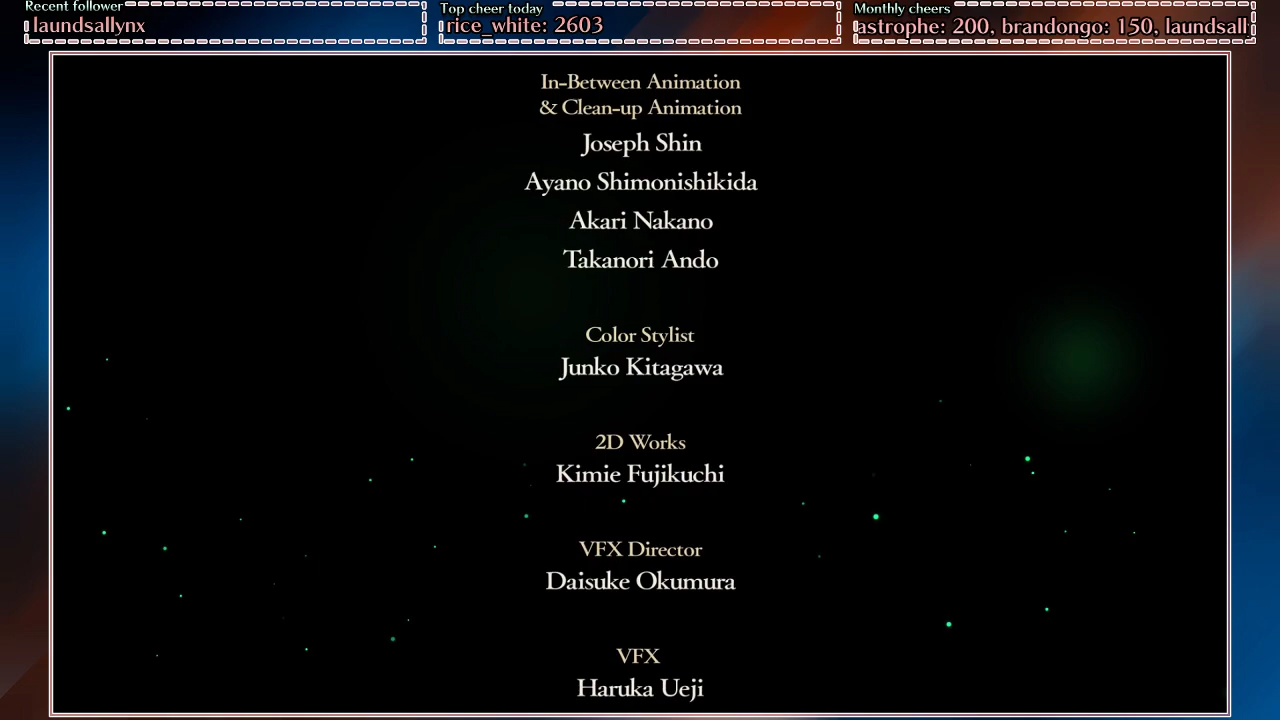 Recent follower
laundsallynx
Top cheer today
rice_white: 2603
Monthly cheers
astrophe: 200, brandongo: 150, laundsall
In-Between Animation
& Clean-up Animation
Joseph Shin
Ayano Shimonishikida
Akari Nakano
Takanori Ando
Color Stylist
Junko Kitagawa
2D Works
Kimie Fujikuchi
VFX Director
Daisuke Okumura
VFX
Haruka Ueji